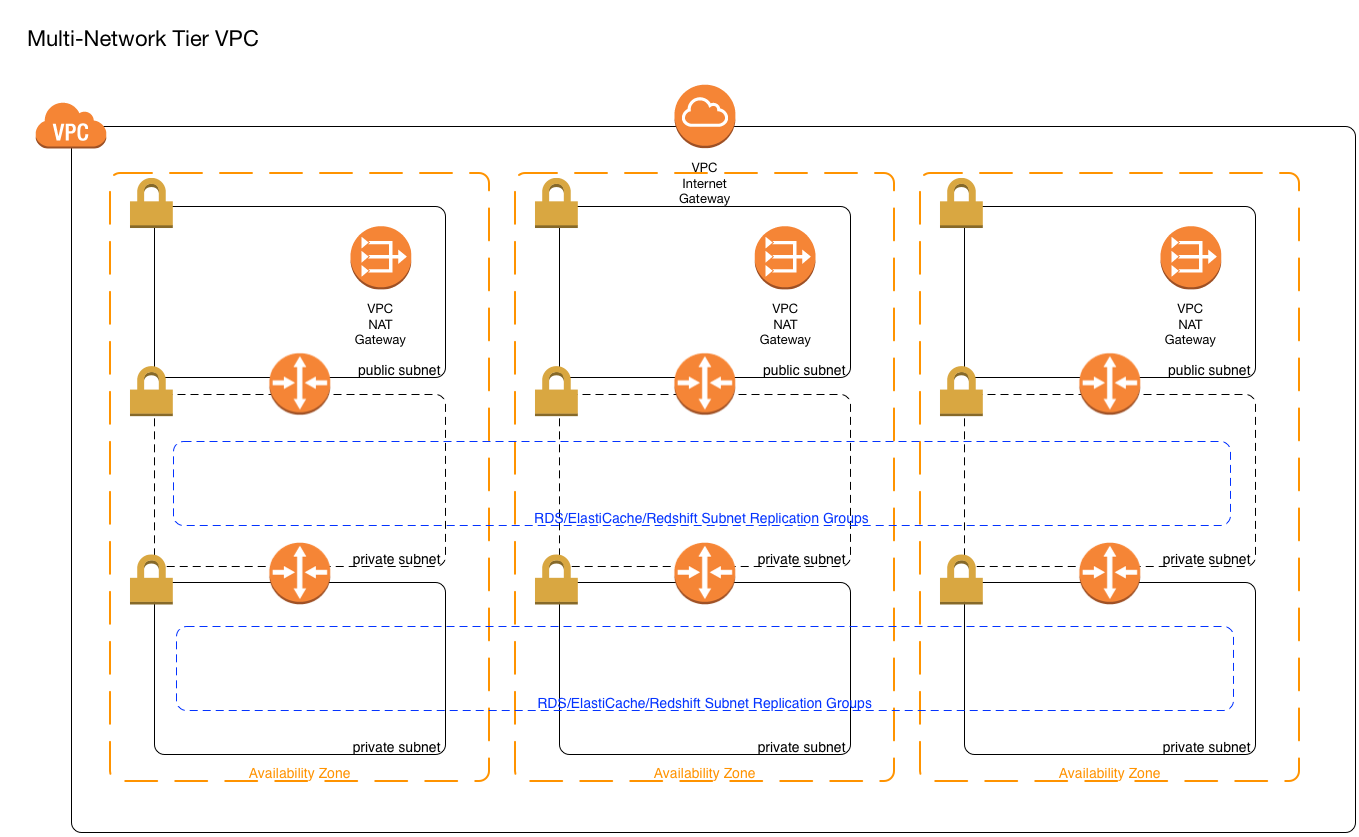 Multi-Network Tier VPC
VPC
VPC
Internet
Gateway
VPC
NAT
Gateway
VPC
NAT
Gateway
VPC
NAT
Gateway
public subnet
public subnet
public subnet
RDS/ElastiCache/Redshift Subnet Replication Groups
private subnet
private subnet
private subnet
RDS/ElastiCache/Redshift Subnet Replication Groups
private subnet
private subnet
private subnet
Availability Zone
Availability Zone
Availability Zone